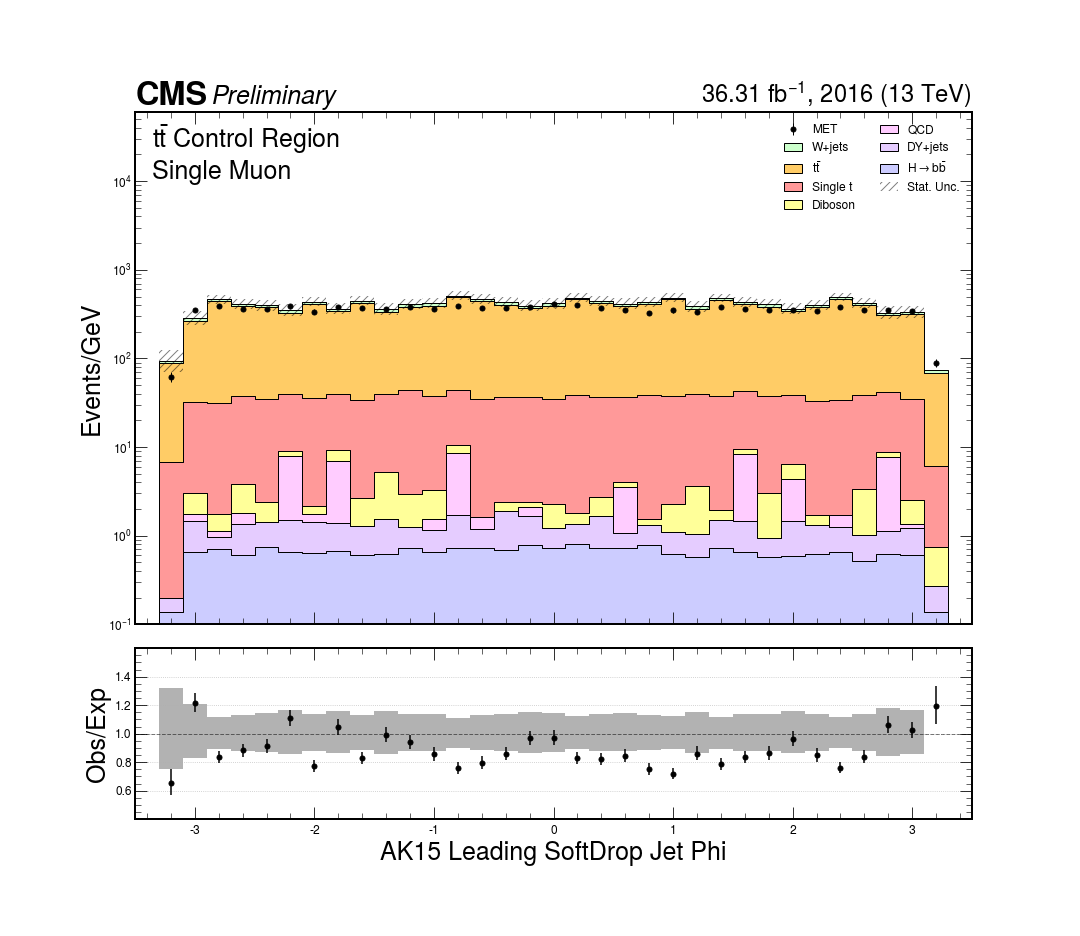 CMS Preliminary
36.31 fb⁻¹, 2016 (13 TeV)
tt̄ Control Region
Single Muon
MET
W+jets
tt̄
Single t
Diboson
QCD
DY+jets
H→bb̄
Stat. Unc.
Events/GeV
10⁴
10³
10²
10¹
10⁰
10⁻¹
Obs/Exp
1.4
1.2
1.0
0.8
0.6
-3 -2 -1 0 1 2 3
AK15 Leading SoftDrop Jet Phi